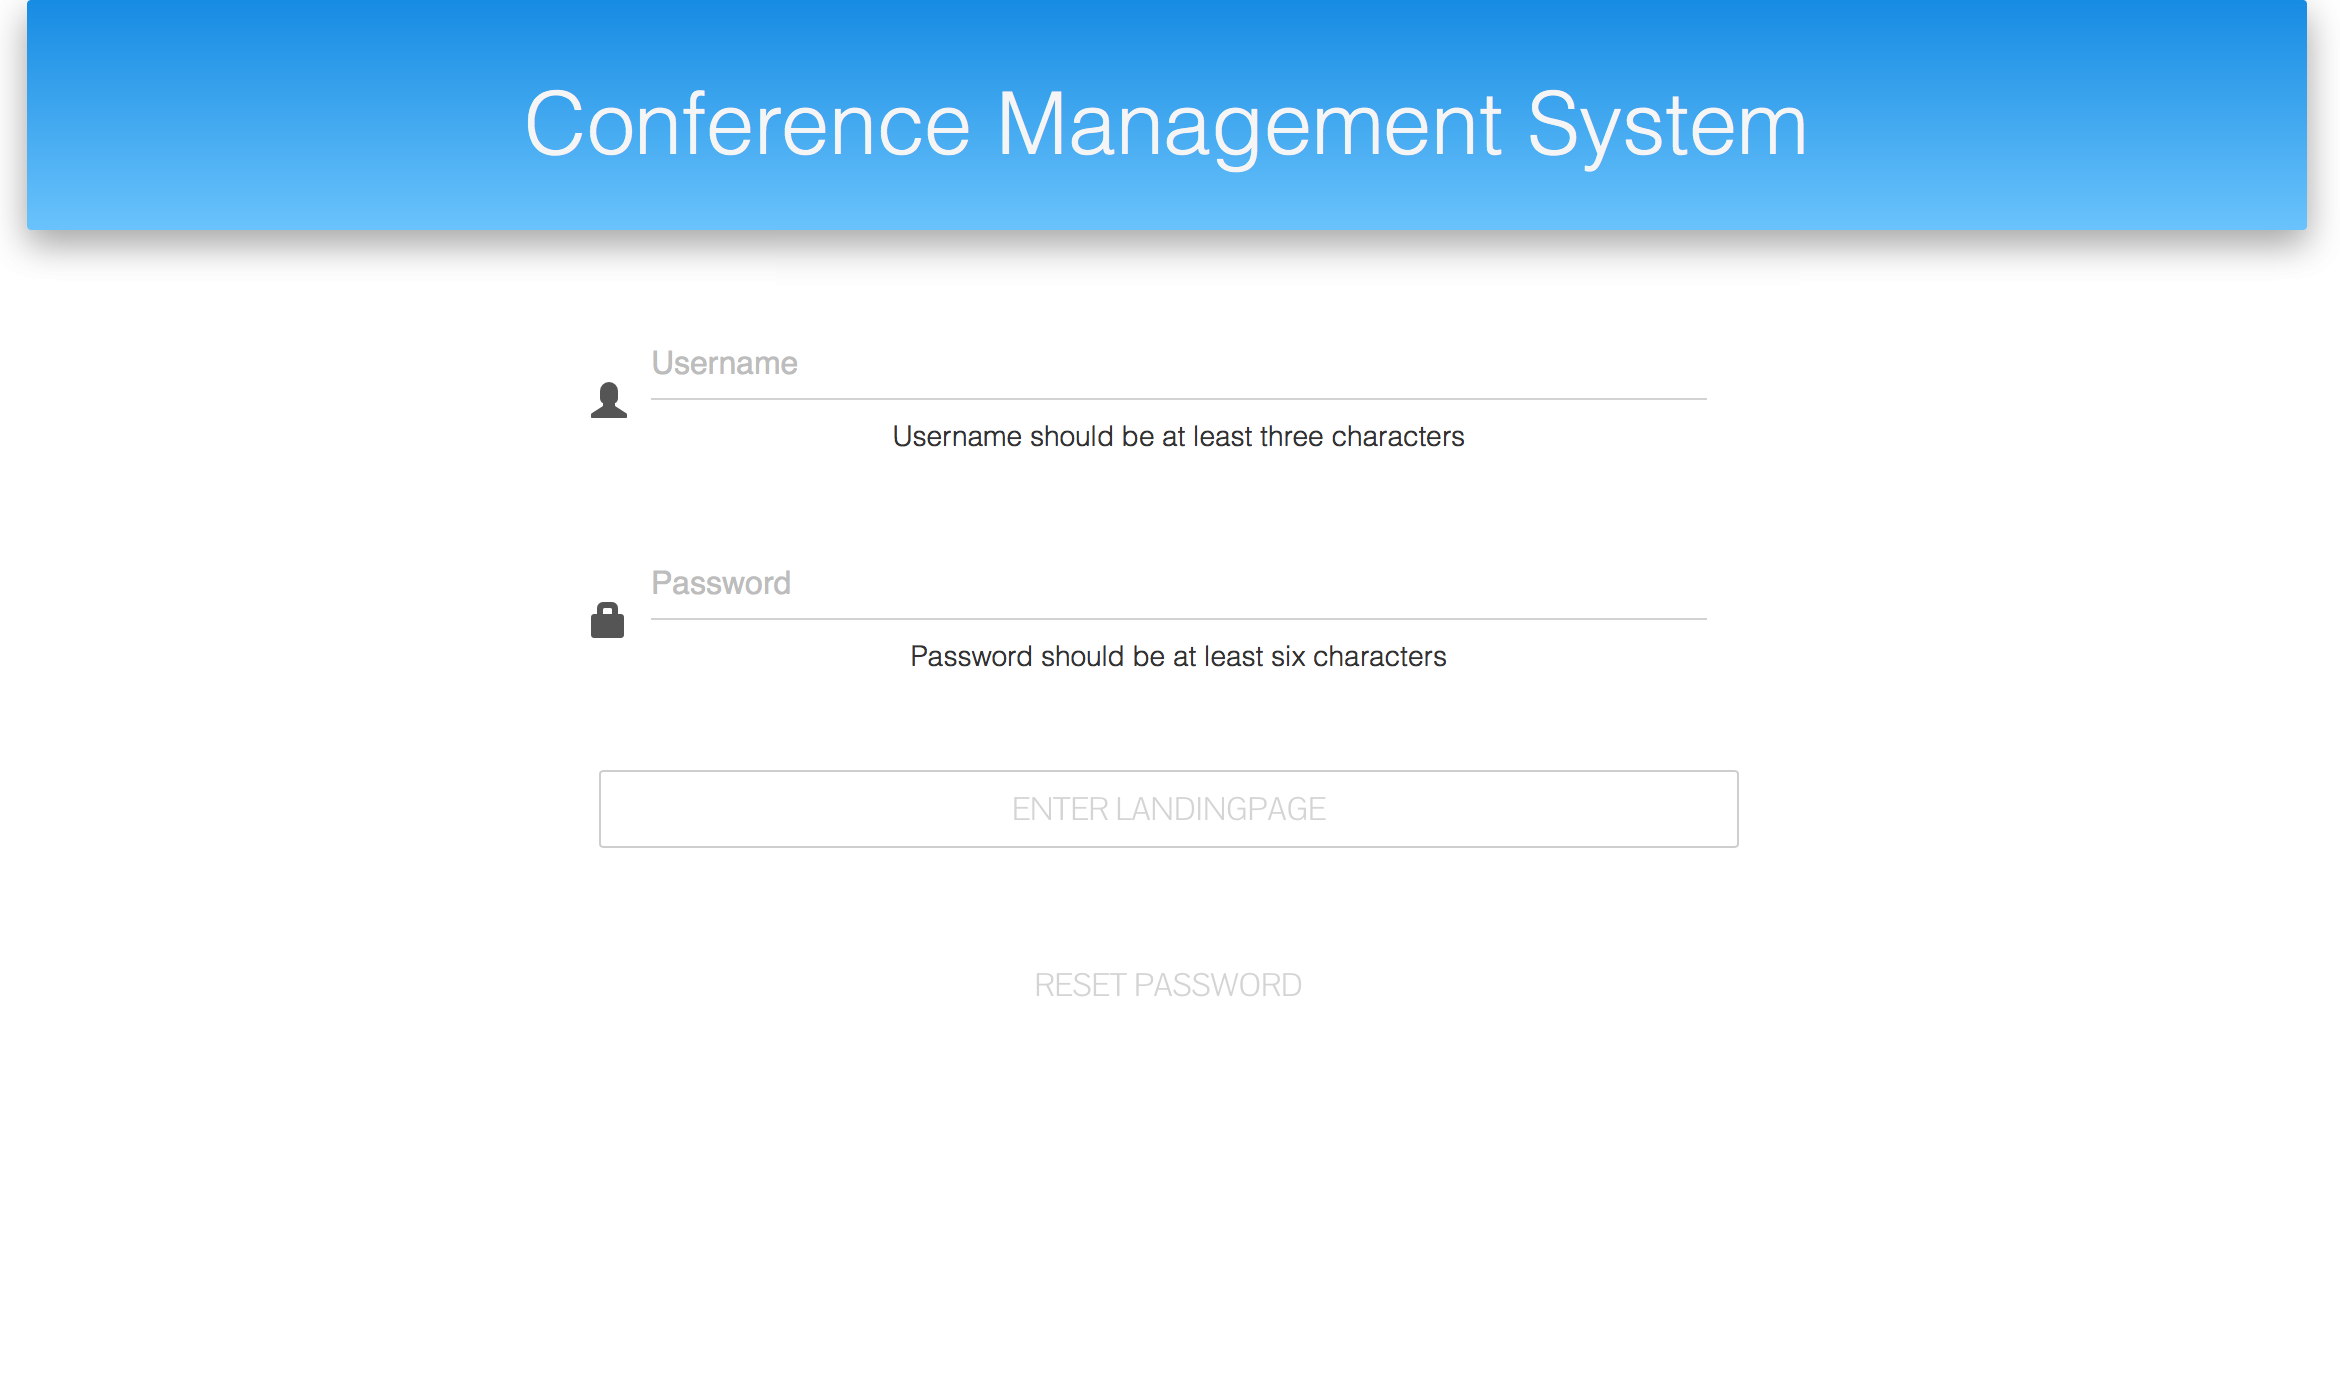 Conference Management System
Username
Username should be at least three characters
Password
Password should be at least six characters
ENTER LANDINGPAGE
RESET PASSWORD